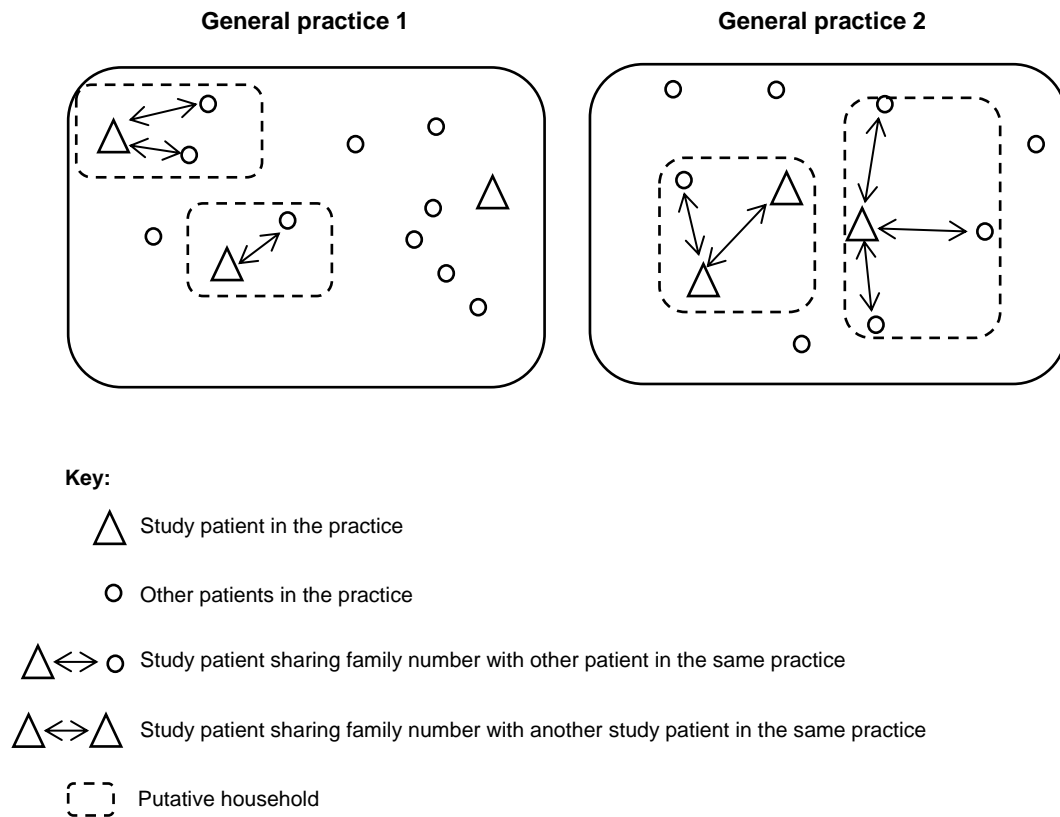 General practice 1
General practice 2
Key:
Study patient in the practice
Other patients in the practice
Study patient sharing family number with other patient in the same practice
Study patient sharing family number with another study patient in the same practice
Putative household